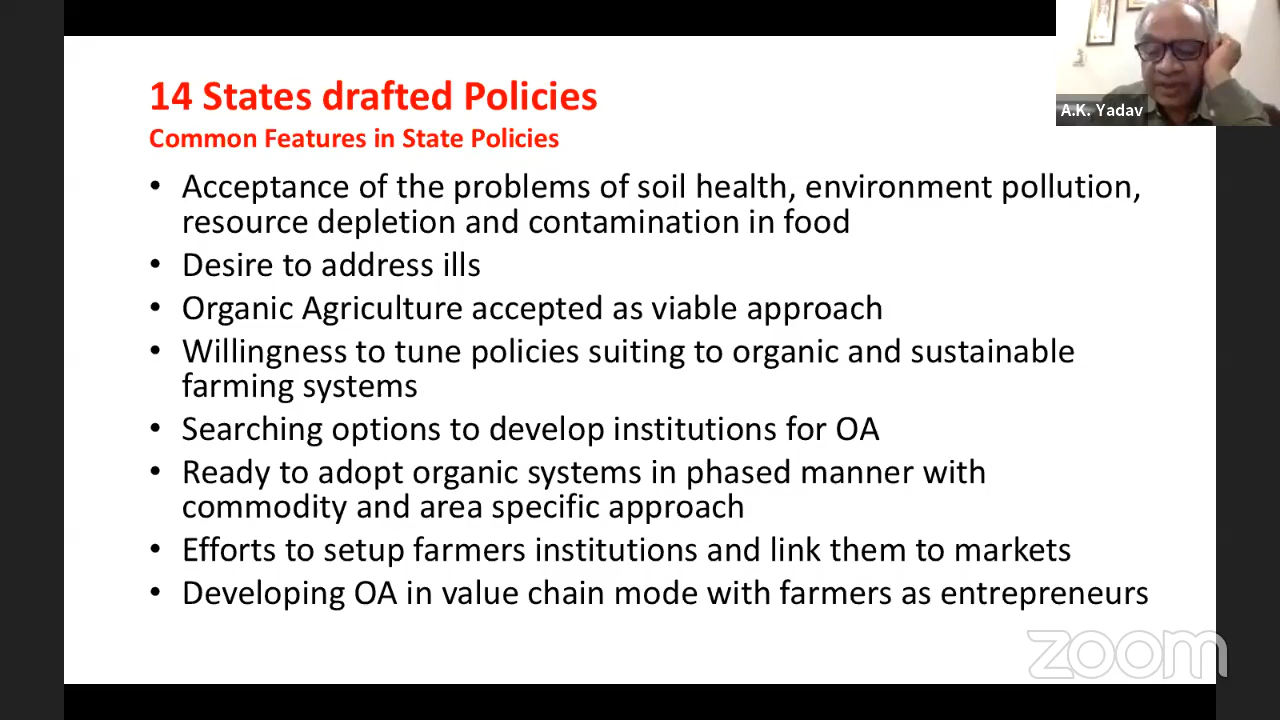 14 States drafted Policies
Common Features in State Policies
• Acceptance of the problems of soil health, environment pollution,
resource depletion and contamination in food
• Desire to address ills
• Organic Agriculture accepted as viable approach
• Willingness to tune policies suiting to organic and sustainable
farming systems
• Searching options to develop institutions for OA
• Ready to adopt organic systems in phased manner with
commodity and area specific approach
• Efforts to setup farmers institutions and link them to markets
• Developing OA in value chain mode with farmers as entrepreneurs
A.K. Yadav
zoom